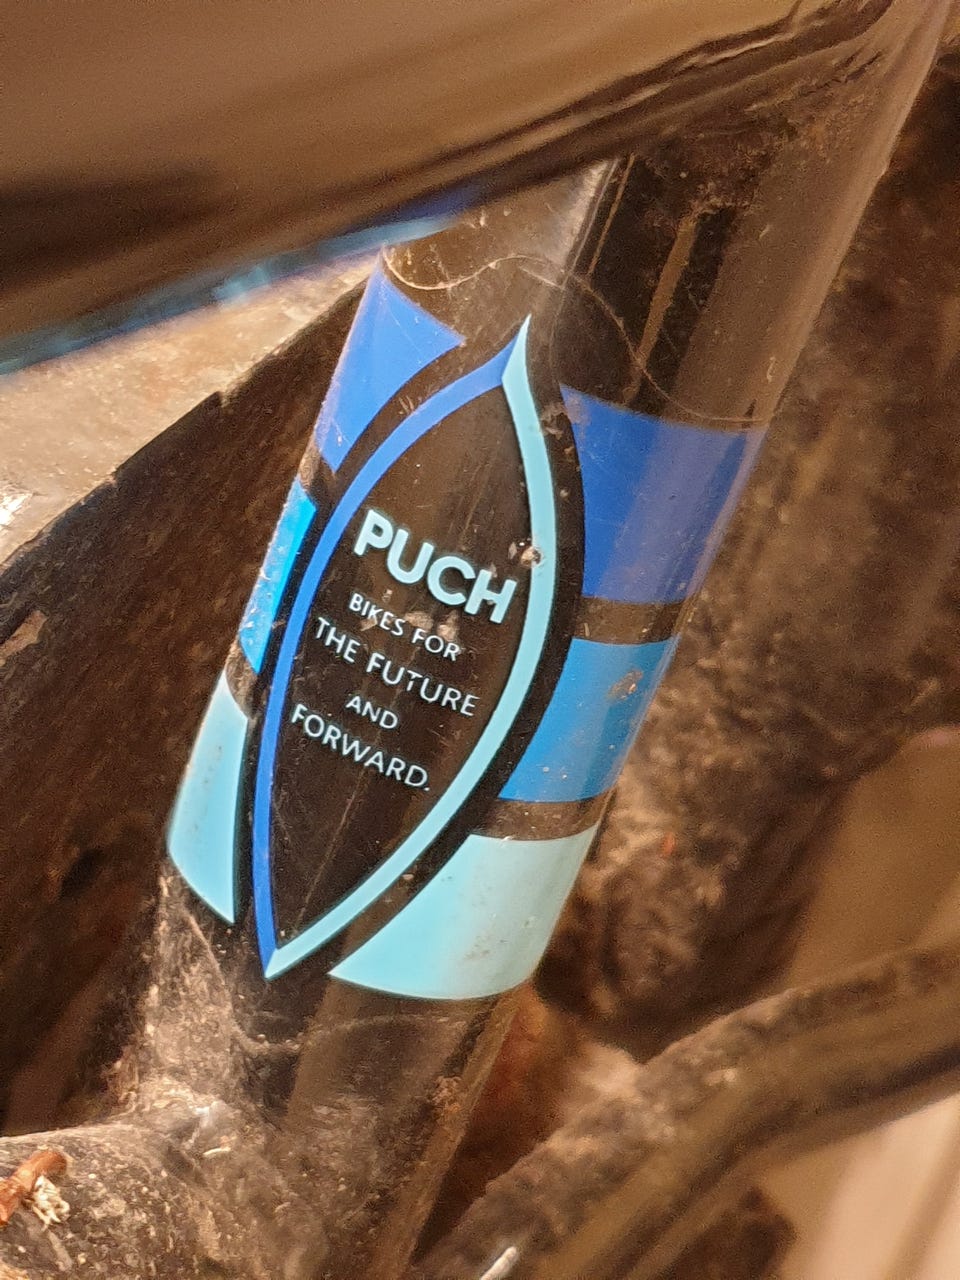 PUCH
BIKES FOR
THE FUTURE
AND
FORWARD.